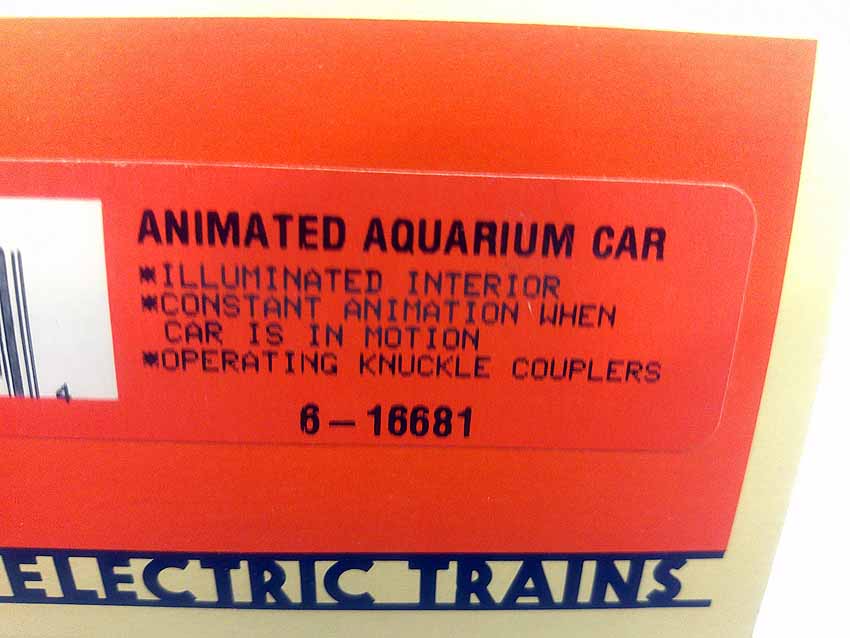 ANIMATED AQUARIUM CAR
*ILLUMINATED INTERIOR
*CONSTANT ANIMATION WHEN
CAR IS IN MOTION
*OPERATING KNUCKLE COUPLERS
4
6-16681
ELECTRIC TRAINS